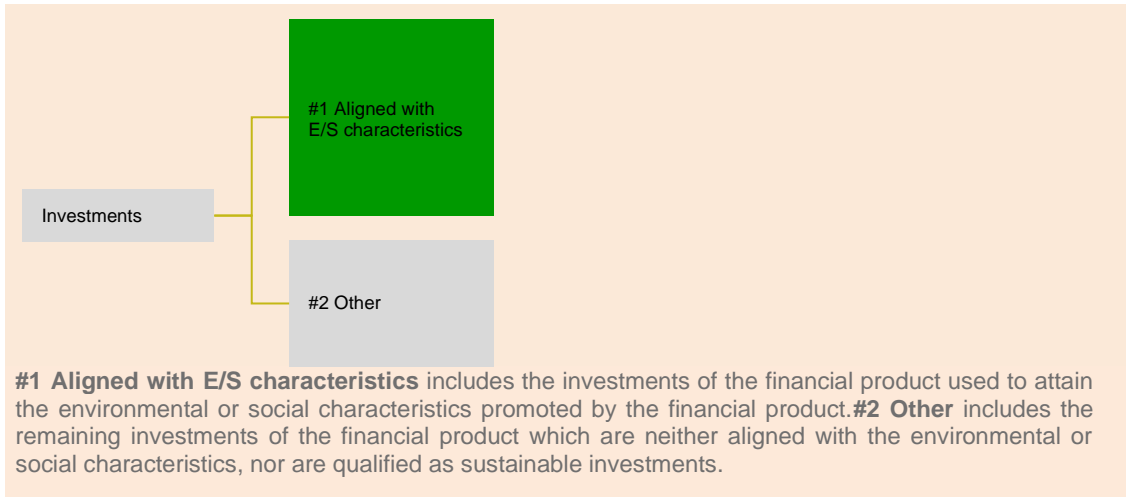 #1 Aligned with
E/S characteristics
Investments
#2 Other
#1 Aligned with E/S characteristics includes the investments of the financial product used to attain
the environmental or social characteristics promoted by the financial product.#2 Other includes the
remaining investments of the financial product which are neither aligned with the environmental or
social characteristics, nor are qualified as sustainable investments.